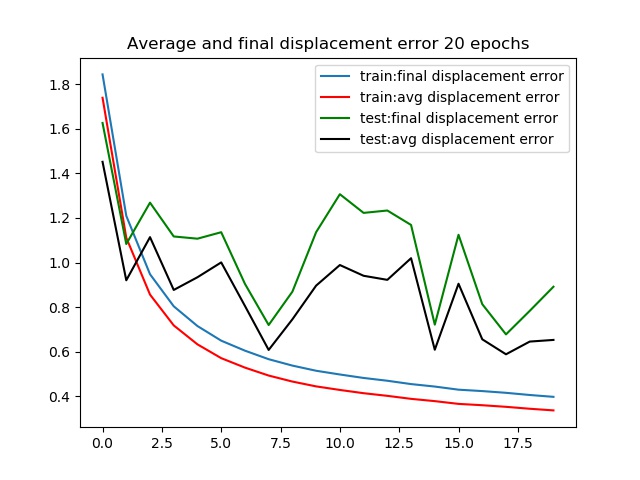 Average and final displacement error 20 epochs
train:final displacement error
train:avg displacement error
test:final displacement error
test:avg displacement error
1.8
1.6
1.4
1.2
1.0
0.8
0.6
0.4
0.0 2.5 5.0 7.5 10.0 12.5 15.0 17.5